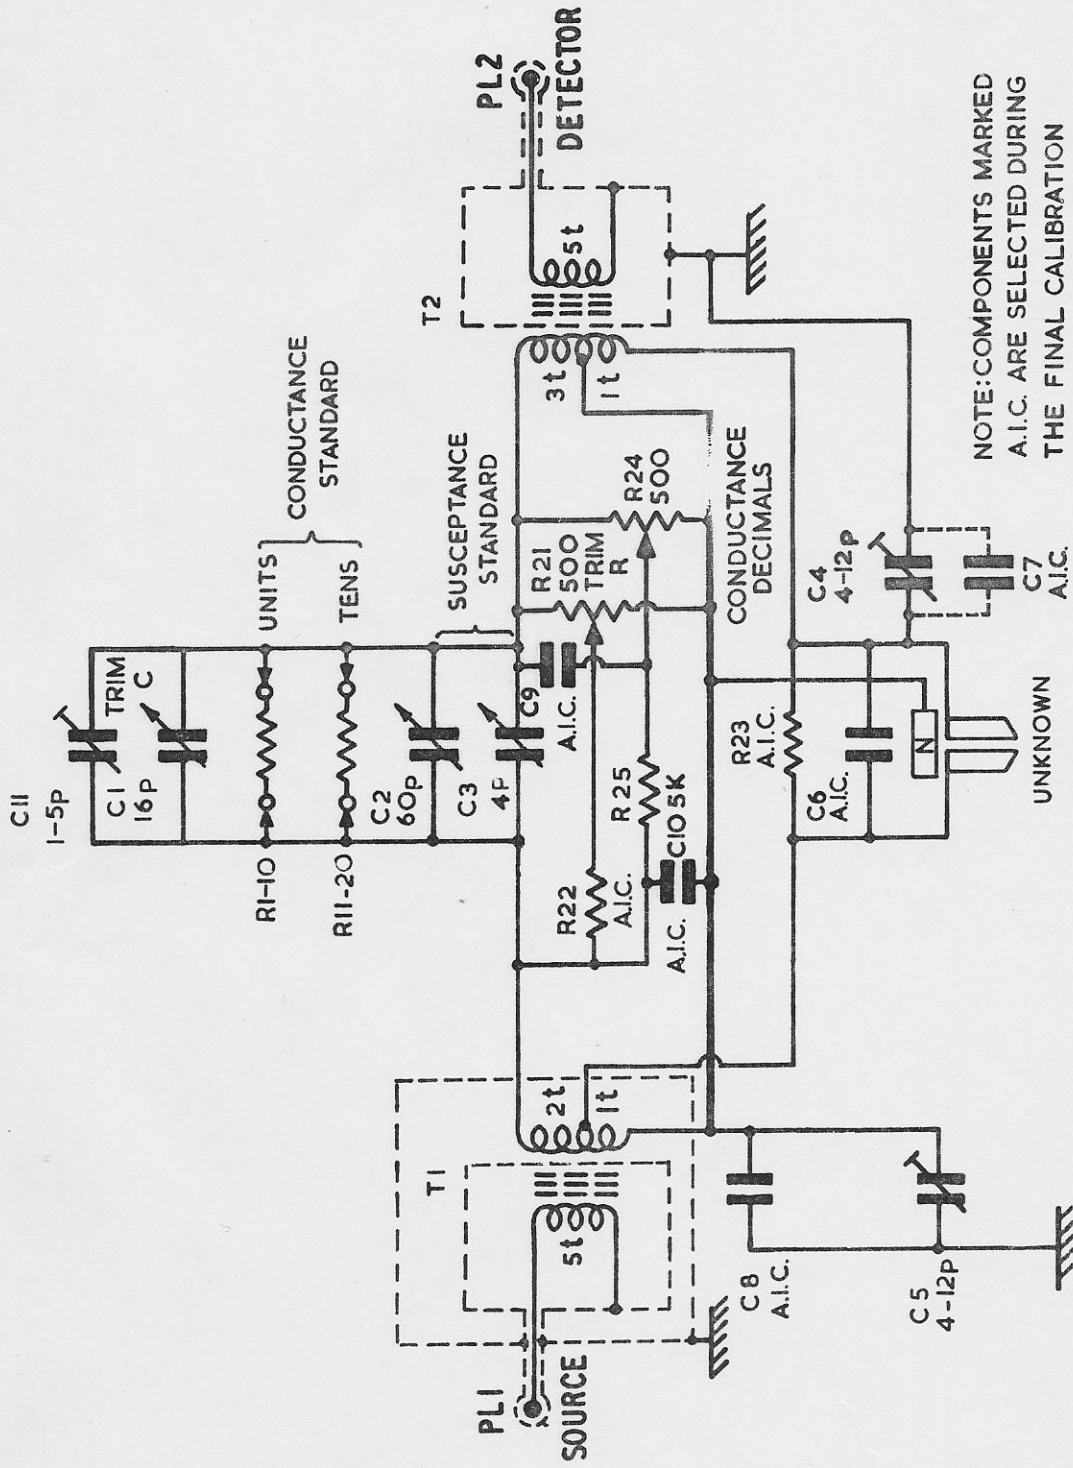 C11
1-5p
TRIM
C
C1
16p
R1-10
UNITS
CONDUCTANCE
STANDARD
R11-20
TENS
C2
60p
SUSCEPTANCE
STANDARD
C3
4p
C9
A.I.C.
R21
500
TRIM
R
R24
500
CONDUCTANCE
DECIMALS
R22
A.I.C.
R25
5K
C10
A.I.C.
T1
5t
2t
1t
PL1
SOURCE
T2
3t
1t
5t
PL2
DETECTOR
C8
A.I.C.
C5
4-12p
R23
A.I.C.
C6
A.I.C.
N
UNKNOWN
C4
4-12p
C7
A.I.C.
NOTE:COMPONENTS MARKED
A.I.C. ARE SELECTED DURING
THE FINAL CALIBRATION